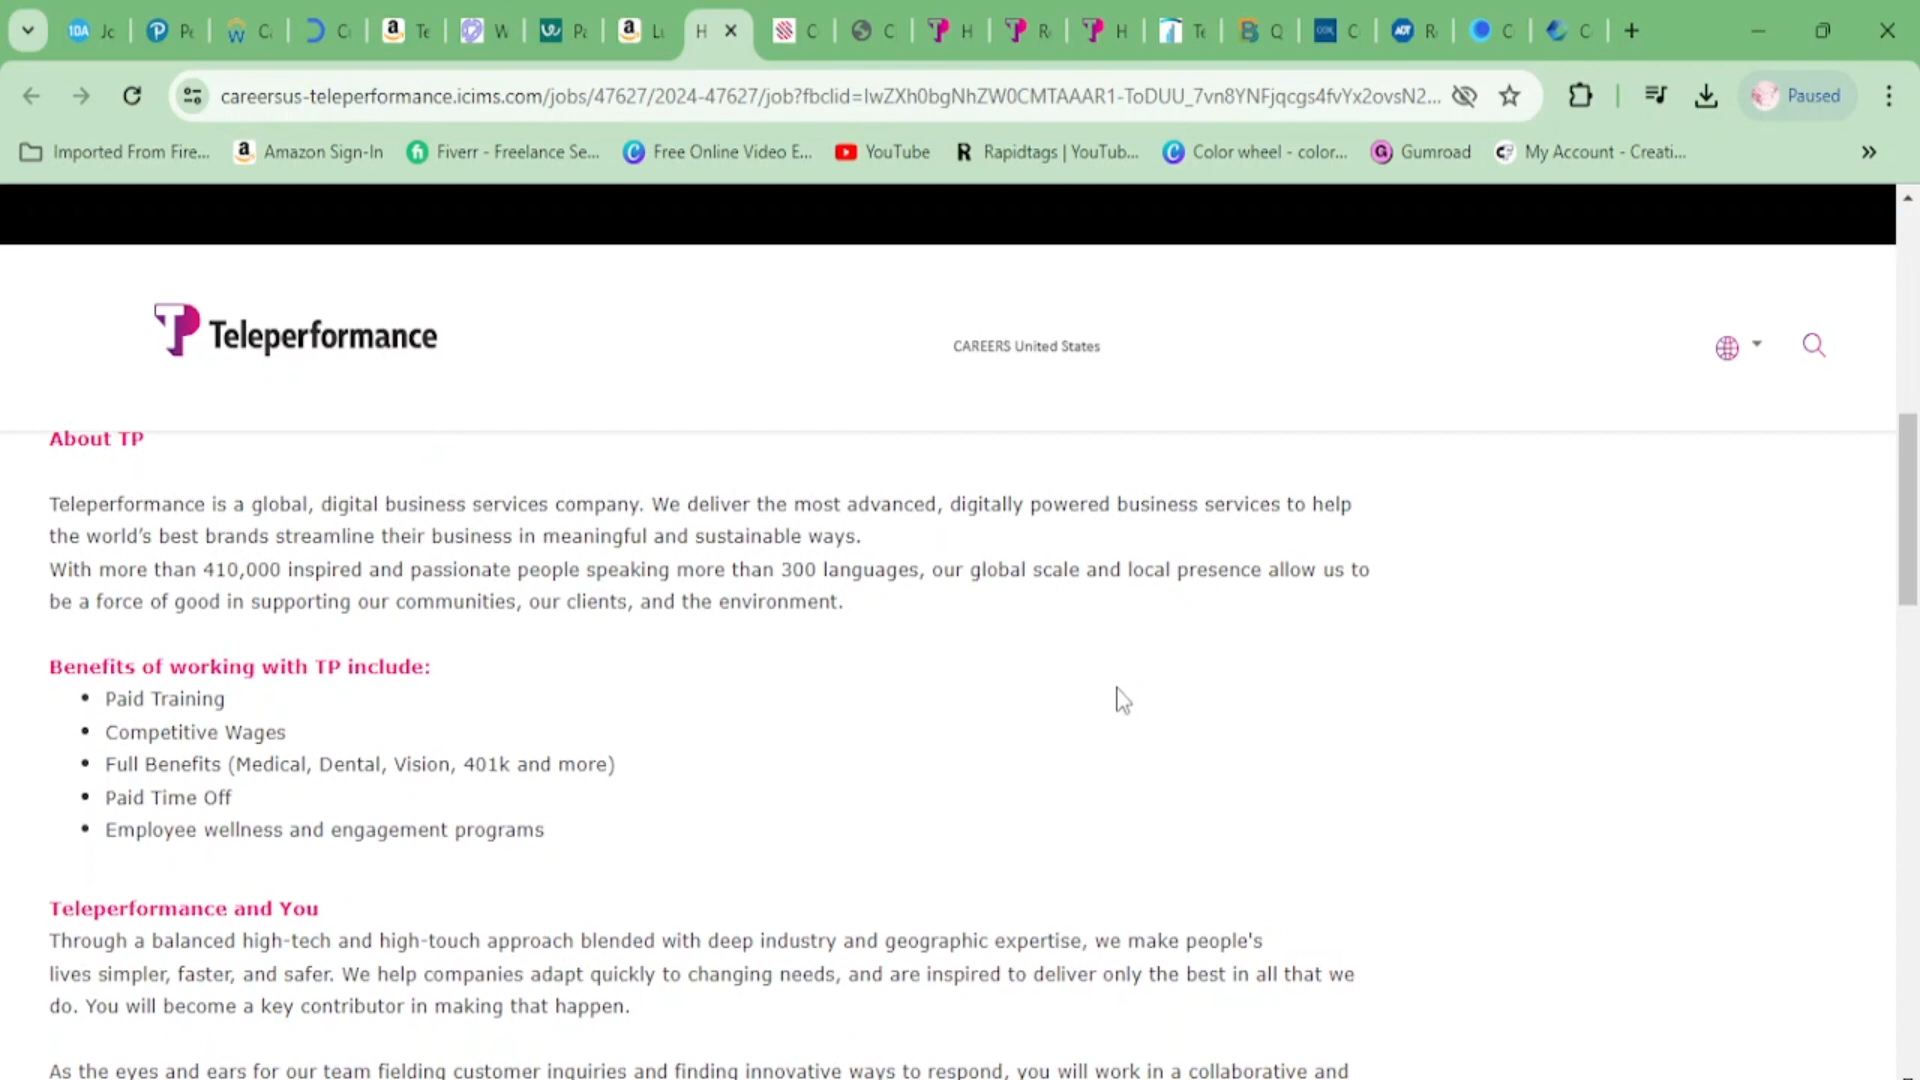 Jc
Pe
Ca
C
Te
W
Pa
Lu
H
C
C
H
R
H
Te
Q
C
R
C
C
careersus-teleperformance.icims.com/jobs/47627/2024-47627/job?fbclid=IwZXh0bgNhZW0CMTAAAR1-ToDUU_7vn8YNFjqcgs4fvYx2ovsN2...
Paused
Imported From Fire...
Amazon Sign-In
Fiverr - Freelance Se...
Free Online Video E...
YouTube
Rapidtags | YouTub...
Color wheel - color...
Gumroad
My Account - Creati...
Teleperformance
CAREERS United States
About TP
Teleperformance is a global, digital business services company. We deliver the most advanced, digitally powered business services to help
the world’s best brands streamline their business in meaningful and sustainable ways.
With more than 410,000 inspired and passionate people speaking more than 300 languages, our global scale and local presence allow us to
be a force of good in supporting our communities, our clients, and the environment.
Benefits of working with TP include:
• Paid Training
• Competitive Wages
• Full Benefits (Medical, Dental, Vision, 401k and more)
• Paid Time Off
• Employee wellness and engagement programs
Teleperformance and You
Through a balanced high-tech and high-touch approach blended with deep industry and geographic expertise, we make people's
lives simpler, faster, and safer. We help companies adapt quickly to changing needs, and are inspired to deliver only the best in all that we
do. You will become a key contributor in making that happen.
As the eyes and ears for our team fielding customer inquiries and finding innovative ways to respond, you will work in a collaborative and